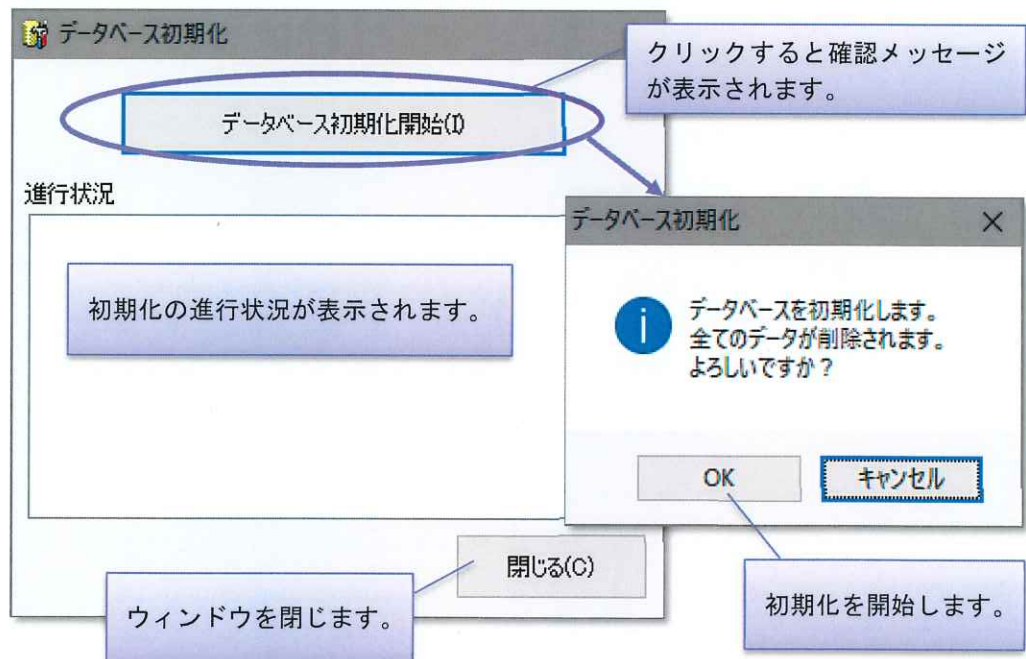 データベース初期化
クリックすると確認メッセージ
が表示されます。
データベース初期化開始(I)
進行状況
初期化の進行状況が表示されます。
データベース初期化
データベースを初期化します。
全てのデータが削除されます。
よろしいですか？
OK
キャンセル
閉じる(C)
ウィンドウを閉じます。
初期化を開始します。